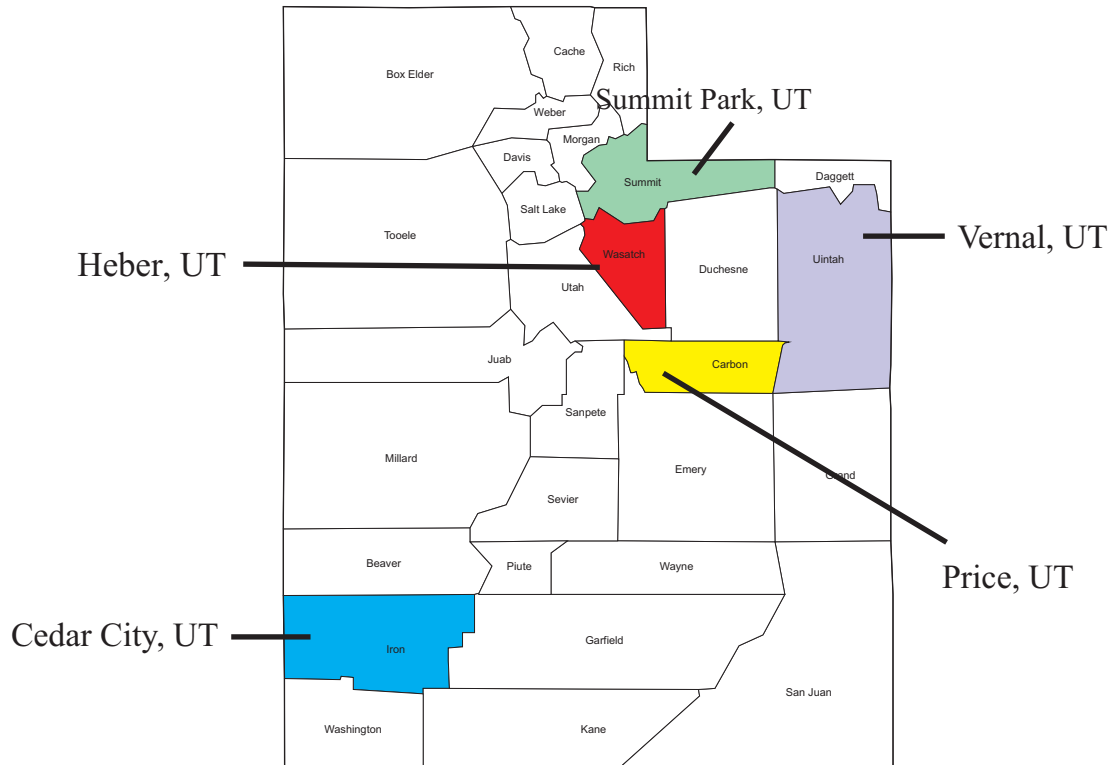 Cache
Rich
Box Elder
Summit Park, UT
Weber
Morgan
Davis
Daggett
Summit
Salt Lake
Tooele
Vernal, UT
Heber, UT
Wasatch
Uintah
Duchesne
Utah
Juab
Carbon
Sanpete
Millard
Emery
Grand
Sevier
Beaver
Piute
Wayne
Price, UT
Cedar City, UT
Iron
Garfield
San Juan
Washington
Kane